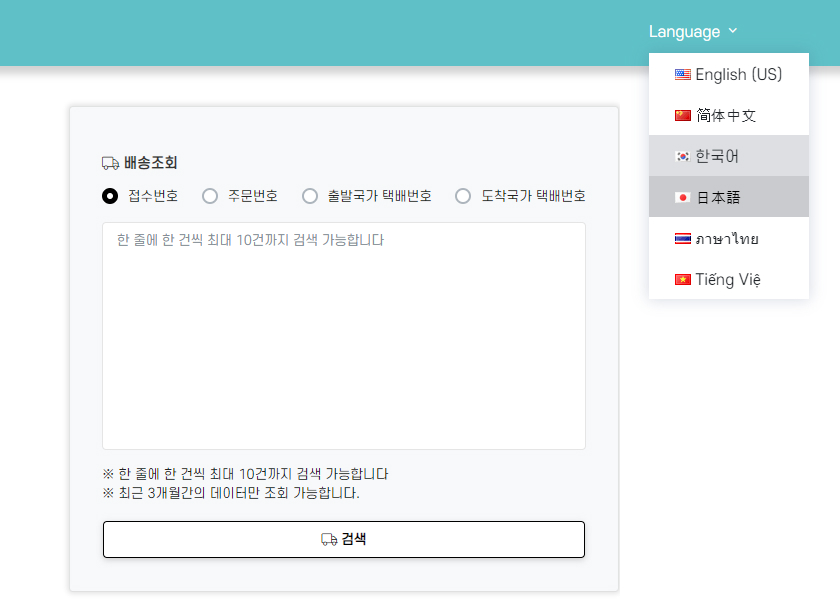 Language
English (US)
简体中文
한국어
日本語
ภาษาไทย
Tiếng Việ
배송조회
접수번호 주문번호 출발국가 택배번호 도착국가 택배번호
한 줄에 한 건씩 최대 10건까지 검색 가능합니다
※ 한 줄에 한 건씩 최대 10건까지 검색 가능합니다
※ 최근 3개월간의 데이터만 조회 가능합니다.
검색